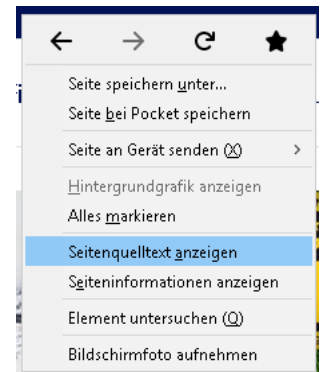 Seite speichern unter...
Seite bei Pocket speichern
Seite an Gerät senden (X)
Hintergrundgrafik anzeigen
Alles markieren
Seitenquelltext anzeigen
Seiteninformationen anzeigen
Element untersuchen (Q)
Bildschirmfoto aufnehmen